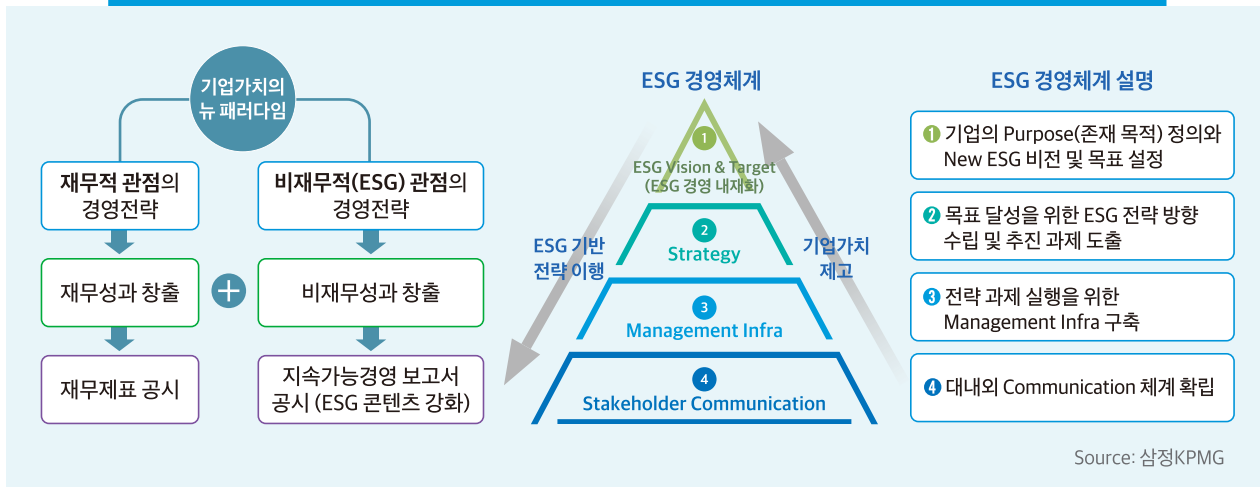 기업가치의
뉴 패러다임
재무적 관점의
경영전략
비재무적(ESG) 관점의
경영전략
재무성과 창출
비재무성과 창출
재무제표 공시
지속가능경영 보고서
공시 (ESG 콘텐츠 강화)
ESG 경영체계
1
ESG Vision & Target
(ESG 경영 내재화)
2
Strategy
3
Management Infra
4
Stakeholder Communication
ESG 기반
전략 이행
기업가치
제고
ESG 경영체계 설명
1 기업의 Purpose(존재 목적) 정의와
New ESG 비전 및 목표 설정
2 목표 달성을 위한 ESG 전략 방향
수립 및 추진 과제 도출
3 전략 과제 실행을 위한
Management Infra 구축
4 대내외 Communication 체계 확립
Source: 삼정KPMG